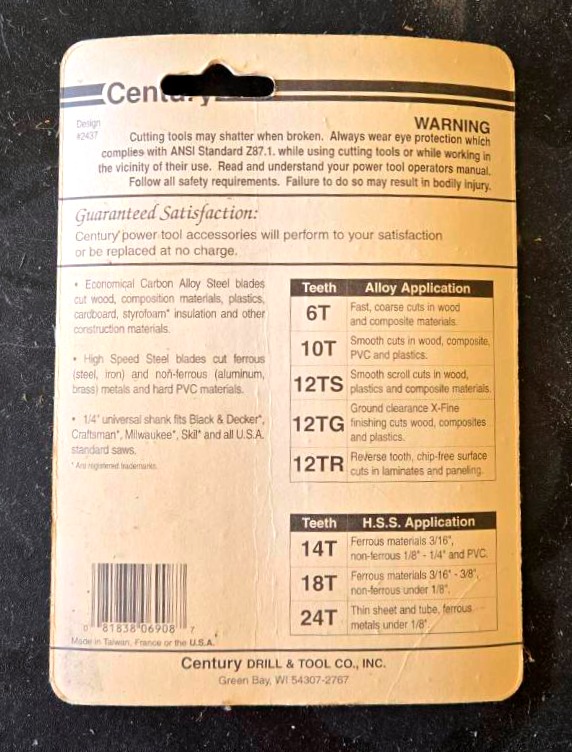 Century
Design
#2437
WARNING
Cutting tools may shatter when broken. Always wear eye protection which
complies with ANSI Standard Z87.1. while using cutting tools or while working in
the vicinity of their use. Read and understand your power tool operators manual.
Follow all safety requirements. Failure to do so may result in bodily injury.
Guaranteed Satisfaction:
Century power tool accessories will perform to your satisfaction
or be replaced at no charge.
• Economical Carbon Alloy Steel blades
cut wood, composition materials, plastics,
cardboard, styrofoam* insulation and other
construction materials.
• High Speed Steel blades cut ferrous
(steel, iron) and non-ferrous (aluminum,
brass) metals and hard PVC materials.
• 1/4" universal shank fits Black & Decker*,
Craftsman*, Milwaukee*, Skil* and all U.S.A.
standard saws.
* Are registered trademarks.
Teeth Alloy Application
6T Fast, coarse cuts in wood
and composite materials.
10T Smooth cuts in wood, composite,
PVC and plastics.
12TS Smooth scroll cuts in wood,
plastics and composite materials.
12TG Ground clearance X-Fine
finishing cuts wood, composites
and plastics.
12TR Reverse tooth, chip-free surface
cuts in laminates and paneling.
Teeth H.S.S. Application
14T Ferrous materials 3/16",
non-ferrous 1/8" - 1/4" and PVC.
18T Ferrous materials 3/16" - 3/8",
non-ferrous under 1/8".
24T Thin sheet and tube, ferrous
metals under 1/8"
0 81838 06908 7
Made in Taiwan, France or the U.S.A.
Century DRILL & TOOL CO., INC.
Green Bay, WI 54307-2767